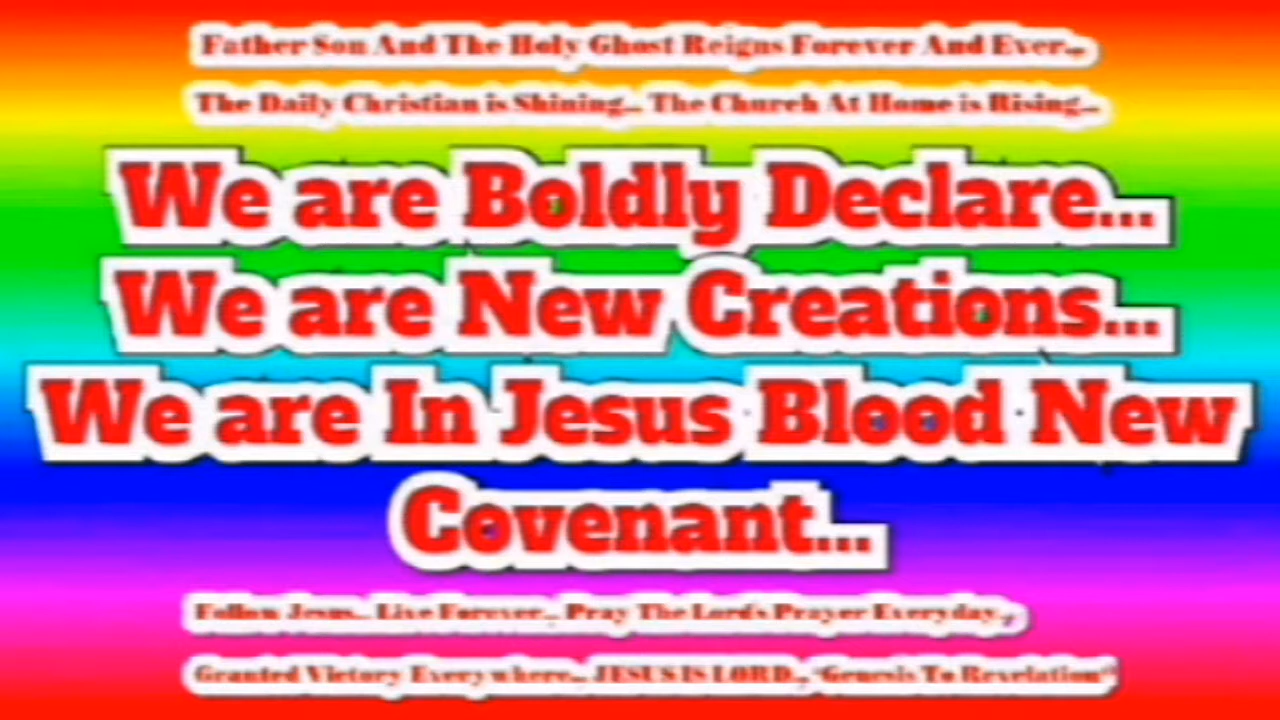 Father Son And The Holy Ghost Reigns Forever And Ever...
The Daily Christian is Shining... The Church At Home is Rising...
We are Boldly Declare...
We are New Creations...
We are In Jesus Blood New
Covenant...
Follow Jesus... Live Forever... Pray The Lord's Prayer Everyday..,
Granted Victory Everywhere... JESUS IS LORD.., "Genesis To Revelation"